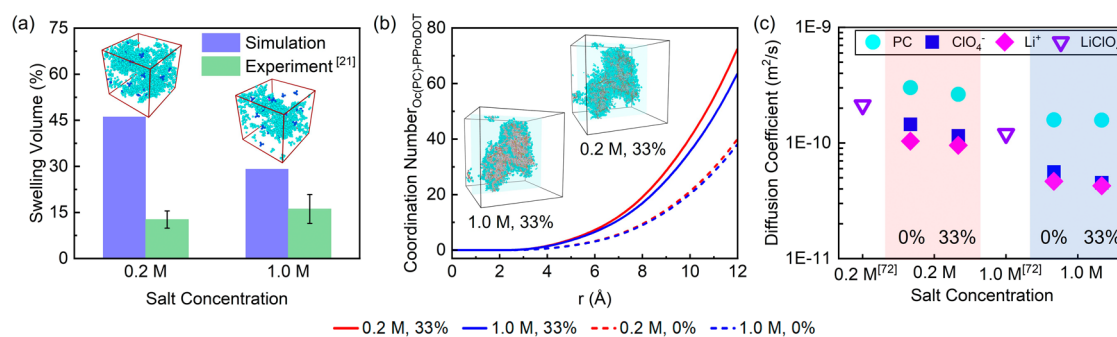 (a)
75
60
45
30
15
0
Swelling Volume (%)
Simulation
Experiment [21]
0.2 M
1.0 M
Salt Concentration
(b)
80
60
40
20
0
Coordination Number Oc(PC)-PProDOT
0.2 M, 33%
1.0 M, 33%
0 2 4 6 8 10 12
r (Å)
(c)
1E-9
1E-10
1E-11
Diffusion Coefficient (m²/s)
PC ClO₄⁻ Li⁺ LiClO₄
0% 33% 0% 33%
0.2 M[72] 0.2 M 1.0 M[72] 1.0 M
Salt Concentration
0.2 M, 33% 1.0 M, 33% 0.2 M, 0% 1.0 M, 0%